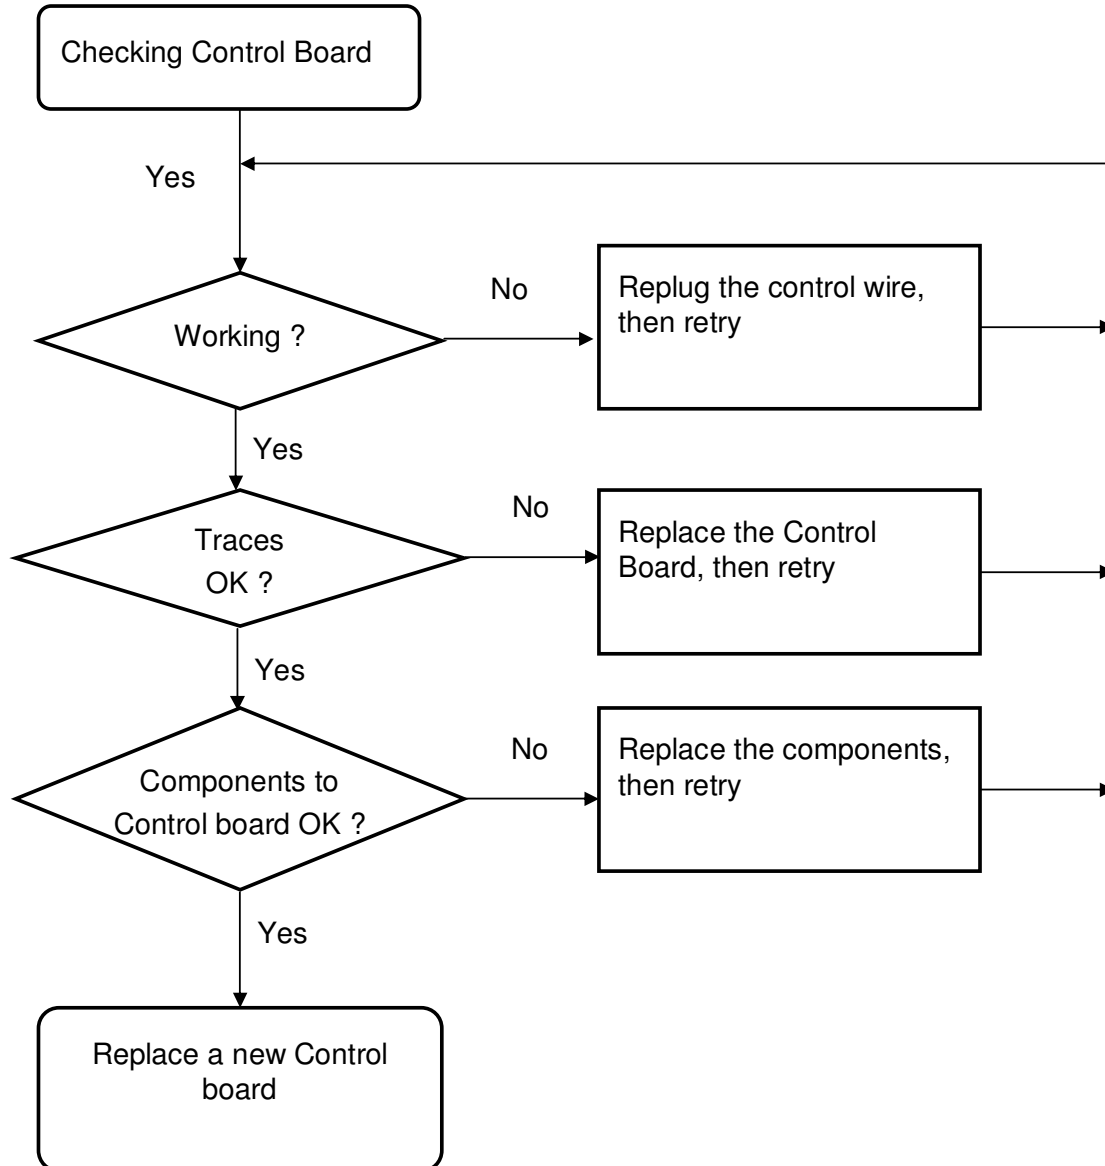 Checking Control Board
Yes
Working ?
No
Replug the control wire,
then retry
Yes
Traces
OK ?
No
Replace the Control
Board, then retry
Yes
Components to
Control board OK ?
No
Replace the components,
then retry
Yes
Replace a new Control
board